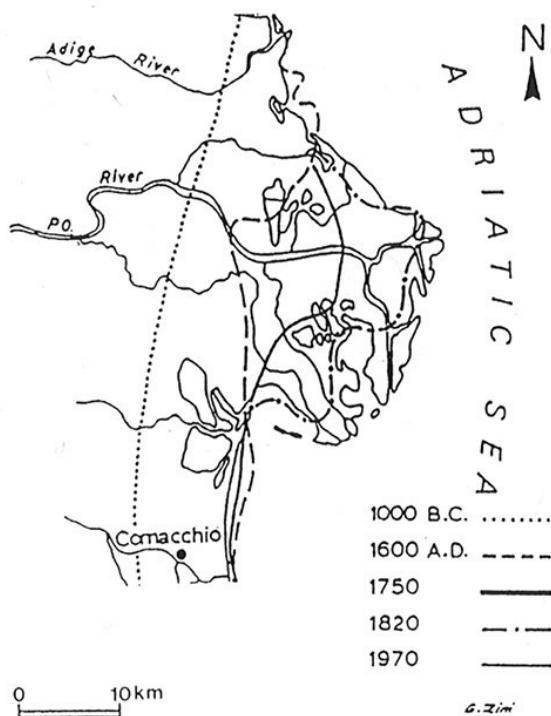 N
Adige River
ADRIATIC SEA
River
PO.
Comacchio
1000 B.C.
1600 A.D.
1750
1820
1970
0 10 km
G. Zini